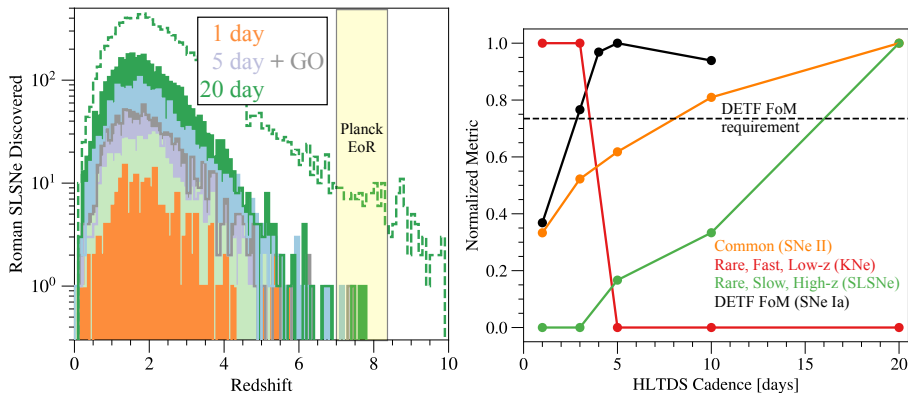 1 day
5 day + GO
20 day
Planck
EoR
10²
10¹
10⁰
Roman SLSNe Discovered
0 2 4 6 8 10
Redshift
1.0
0.8
0.6
0.4
0.2
0.0
Normalized Metric
DETF FoM
requirement
Common (SNe II)
Rare, Fast, Low-z (KNe)
Rare, Slow, High-z (SLSNe)
DETF FoM (SNe Ia)
0 5 10 15 20
HLTDS Cadence [days]